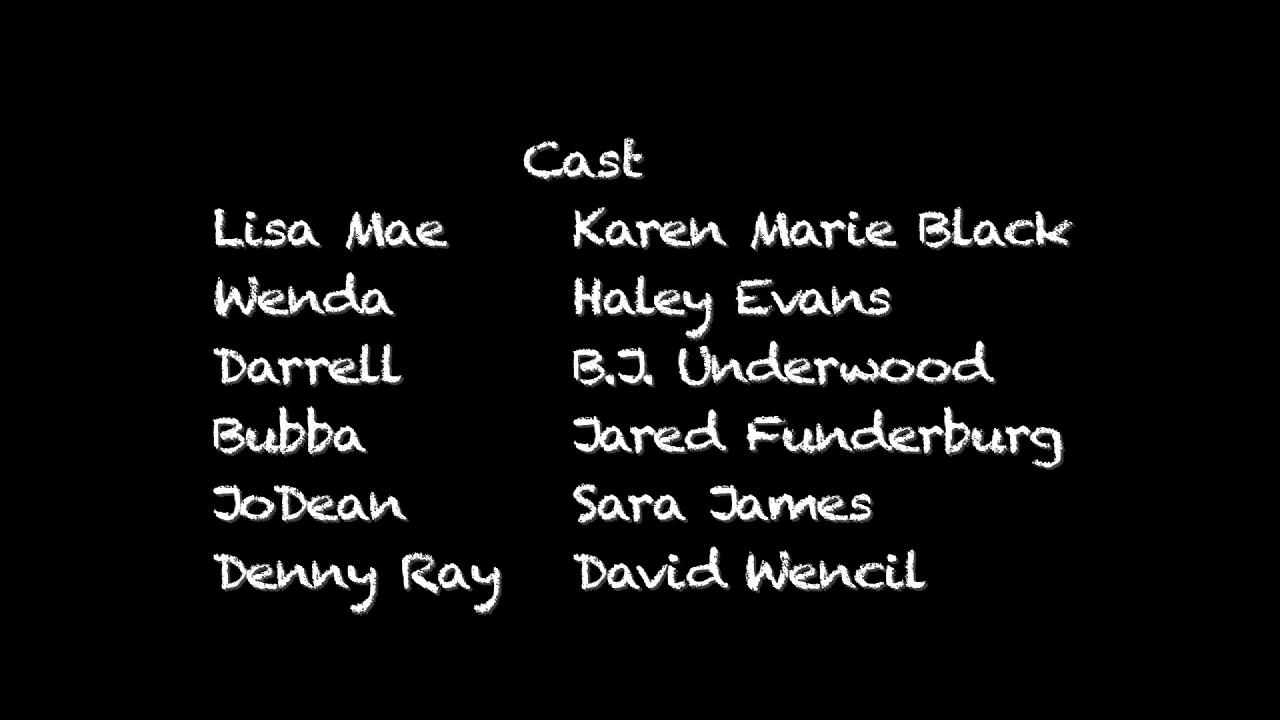 Cast
Lisa Mae Karen Marie Black
Wenda Haley Evans
Darrell B.J. Underwood
Bubba Jared Funderburg
JoDean Sara James
Denny Ray David Wencil